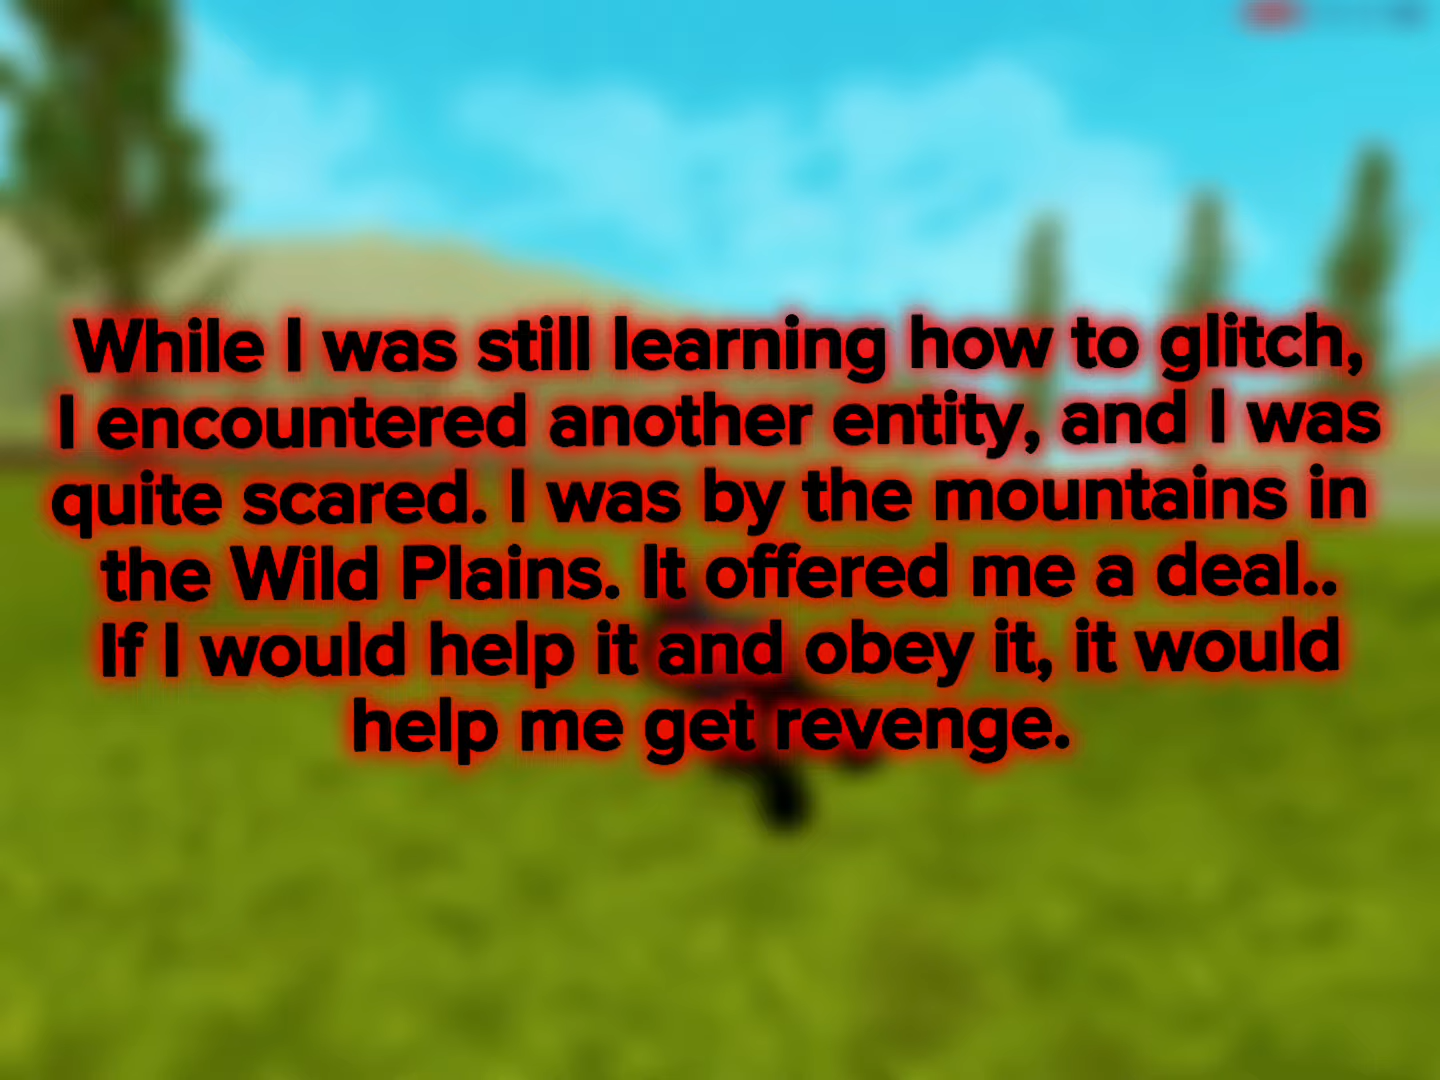 While I was still learning how to glitch,
I encountered another entity, and I was
quite scared. I was by the mountains in
the Wild Plains. It offered me a deal..
If I would help it and obey it, it would
help me get revenge.